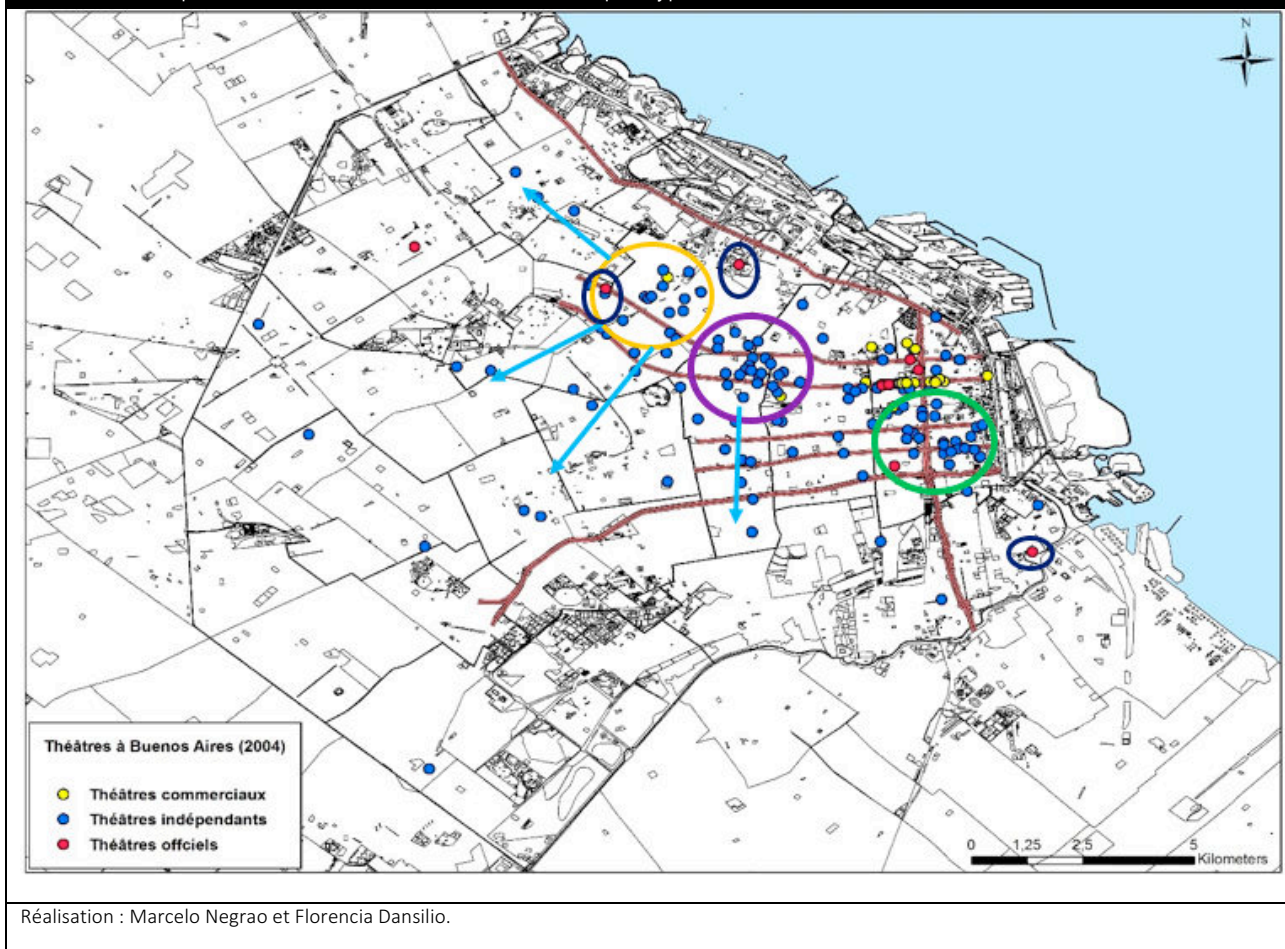 N
Théâtres à Buenos Aires (2004)
Théâtres commerciaux
Théâtres indépendants
Théâtres offciels
0 1,25 2,5 5
Kilometers
Réalisation : Marcelo Negrao et Florencia Dansilio.